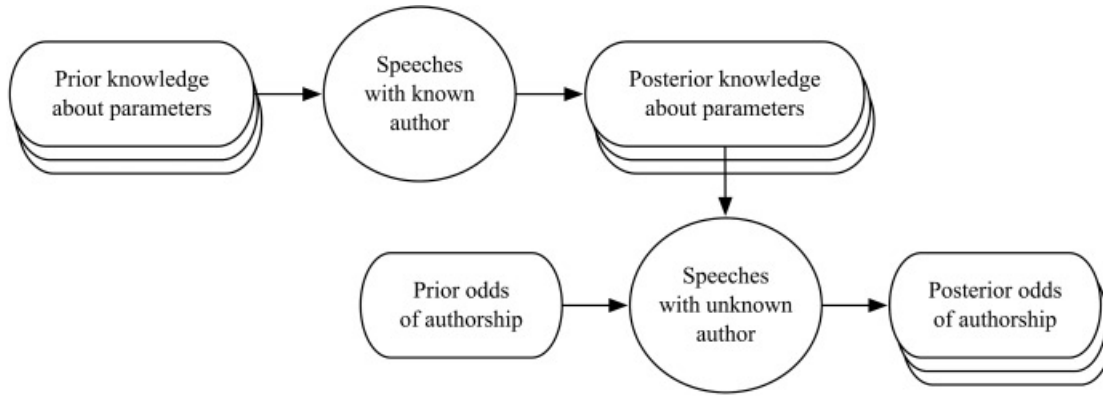 Prior knowledge
about parameters
Speeches
with known
author
Posterior knowledge
about parameters
Prior odds
of authorship
Speeches
with unknown
author
Posterior odds
of authorship